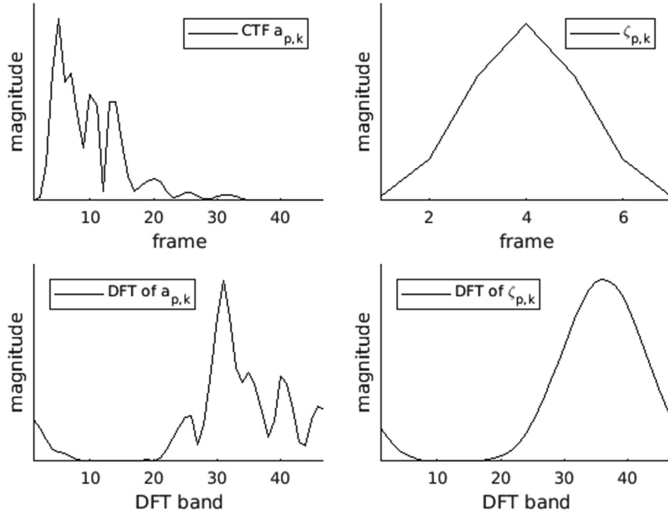 CTF a_{p,k}
magnitude
10 20 30 40
frame
ζ_{p,k}
magnitude
2 4 6
frame
DFT of a_{p,k}
magnitude
10 20 30 40
DFT band
DFT of ζ_{p,k}
magnitude
10 20 30 40
DFT band